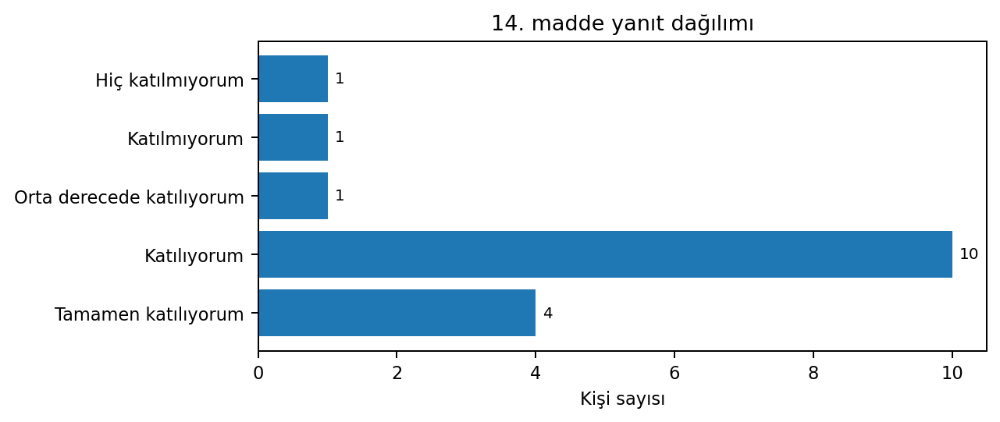 14. madde yanıt dağılımı
Hiç katılmıyorum 1
Katılmıyorum 1
Orta derecede katılıyorum 1
Katılıyorum 10
Tamamen katılıyorum 4
0 2 4 6 8 10
Kişi sayısı